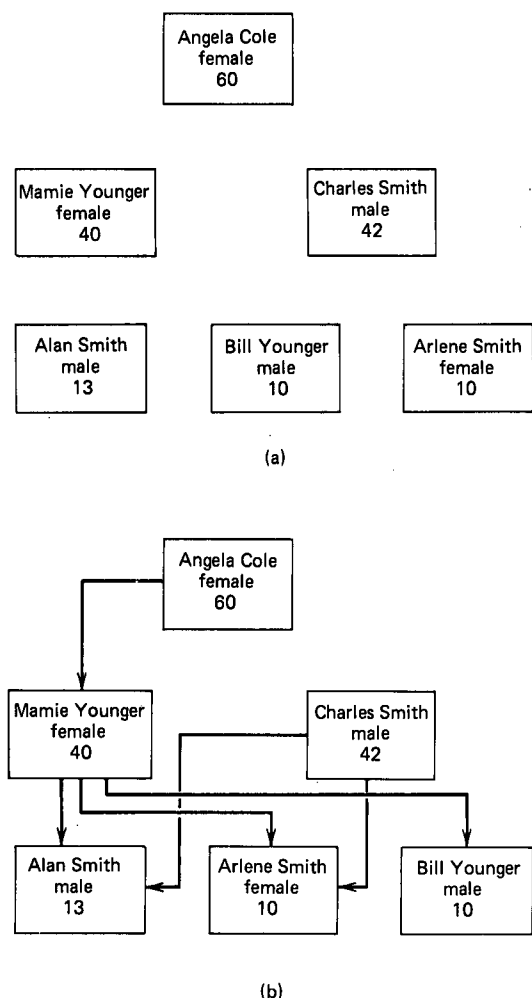 Angela Cole
female
60
Mamie Younger
female
40
Charles Smith
male
42
Alan Smith
male
13
Bill Younger
male
10
Arlene Smith
female
10
(a)
Angela Cole
female
60
Mamie Younger
female
40
Charles Smith
male
42
Alan Smith
male
13
Arlene Smith
female
10
Bill Younger
male
10
(b)